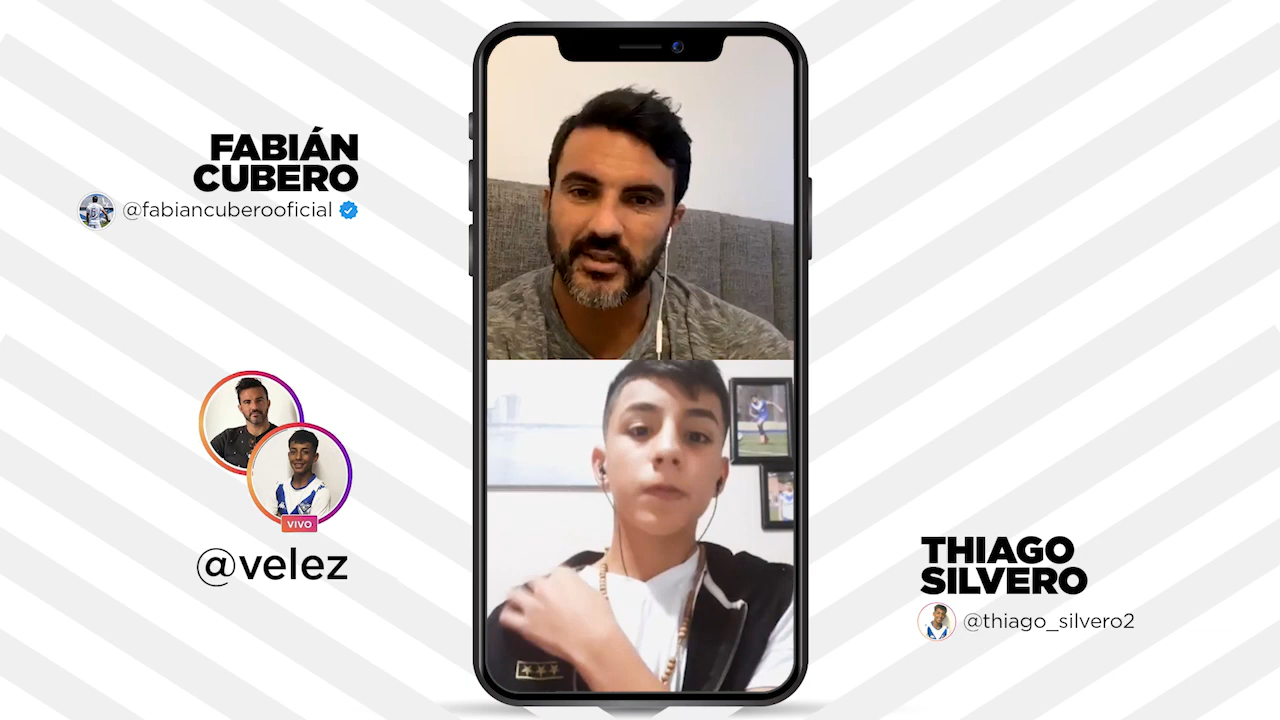 FABIÁN
CUBERO
@fabiancuberooficial
VIVO
@velez
THIAGO
SILVERO
@thiago_silvero2